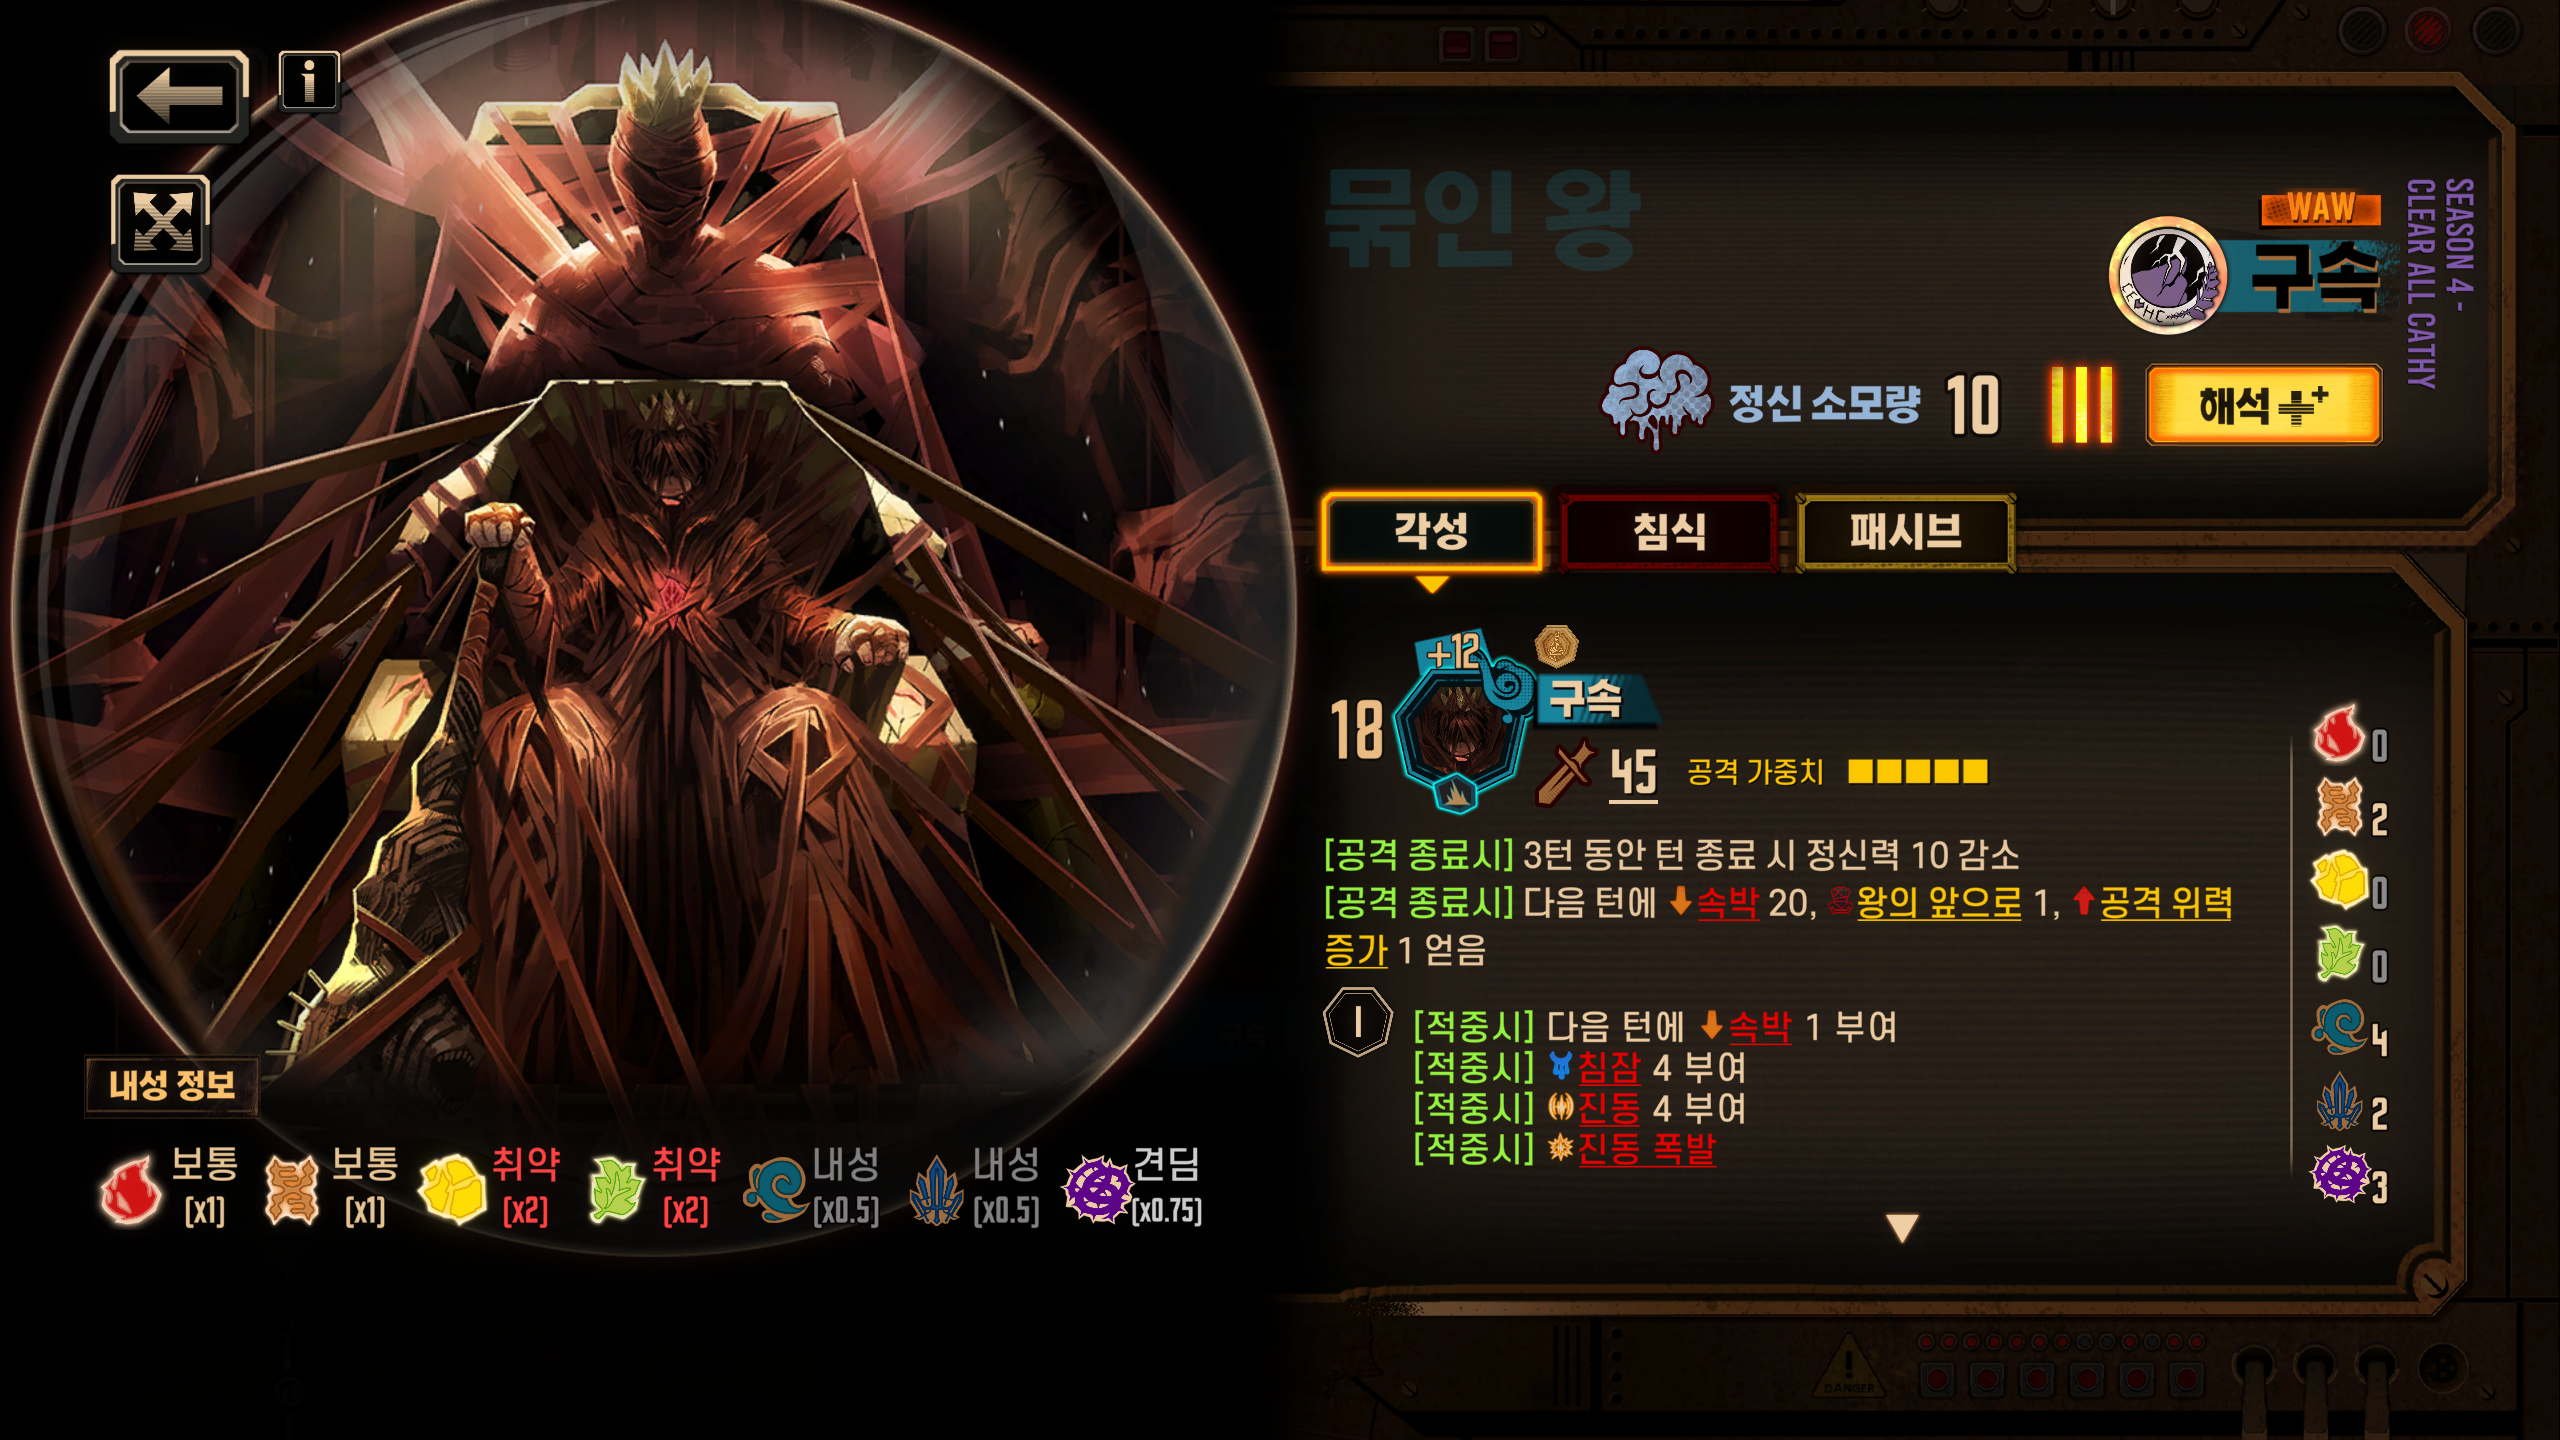 묶인 왕
WAW
구속
SEASON 4 -
CLEAR ALL CATHY
정신 소모량 10
해석
각성
침식
패시브
+12
18
구속
45
공격 가중치
[공격 종료시] 3턴 동안 턴 종료 시 정신력 10 감소
[공격 종료시] 다음 턴에 속박 20, 왕의 앞으로 1, 공격 위력
증가 1 얻음
[적중시] 다음 턴에 속박 1 부여
[적중시] 침잠 4 부여
[적중시] 진동 4 부여
[적중시] 진동 폭발
0
2
0
0
4
2
3
내성 정보
보통
[x1]
보통
[x1]
취약
[x2]
취약
[x2]
내성
[x0.5]
내성
[x0.5]
견딤
[x0.75]
DANGER